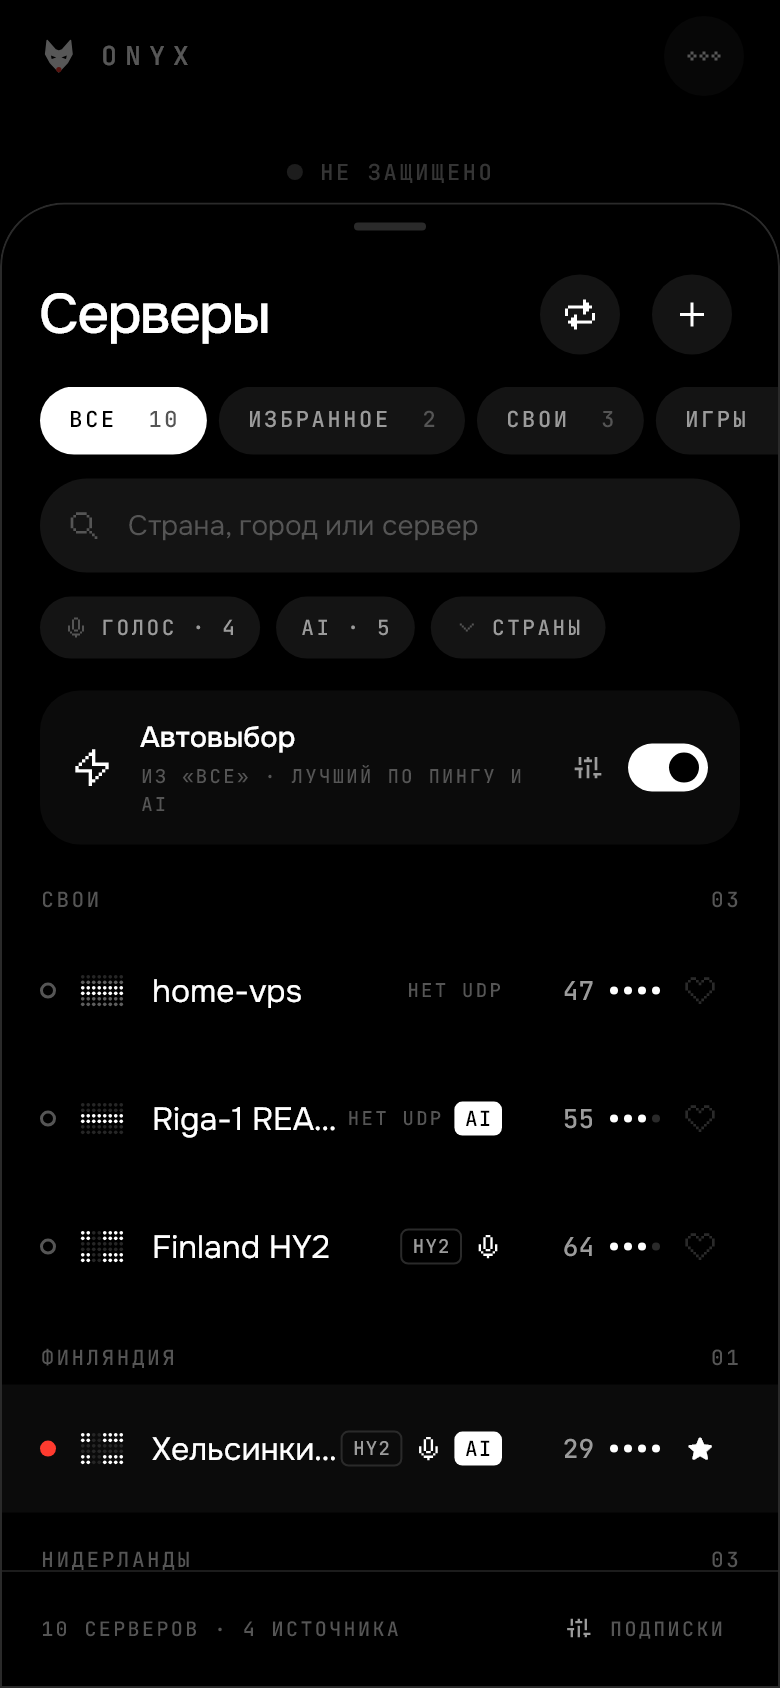 ONYX
НЕ ЗАЩИЩЕНО
Серверы
ВСЕ 10 ИЗБРАННОЕ 2 СВОИ 3 ИГРЫ
Страна, город или сервер
ГОЛОС · 4 AI · 5 СТРАНЫ
Автовыбор
ИЗ «ВСЕ» · ЛУЧШИЙ ПО ПИНГУ И
AI
СВОИ 03
home-vps НЕТ UDP 47
Riga-1 REA... НЕТ UDP AI 55
Finland HY2 HY2 64
ФИНЛЯНДИЯ 01
Хельсинки... HY2 AI 29
НИДЕРЛАНДЫ 03
10 СЕРВЕРОВ · 4 ИСТОЧНИКА ПОДПИСКИ